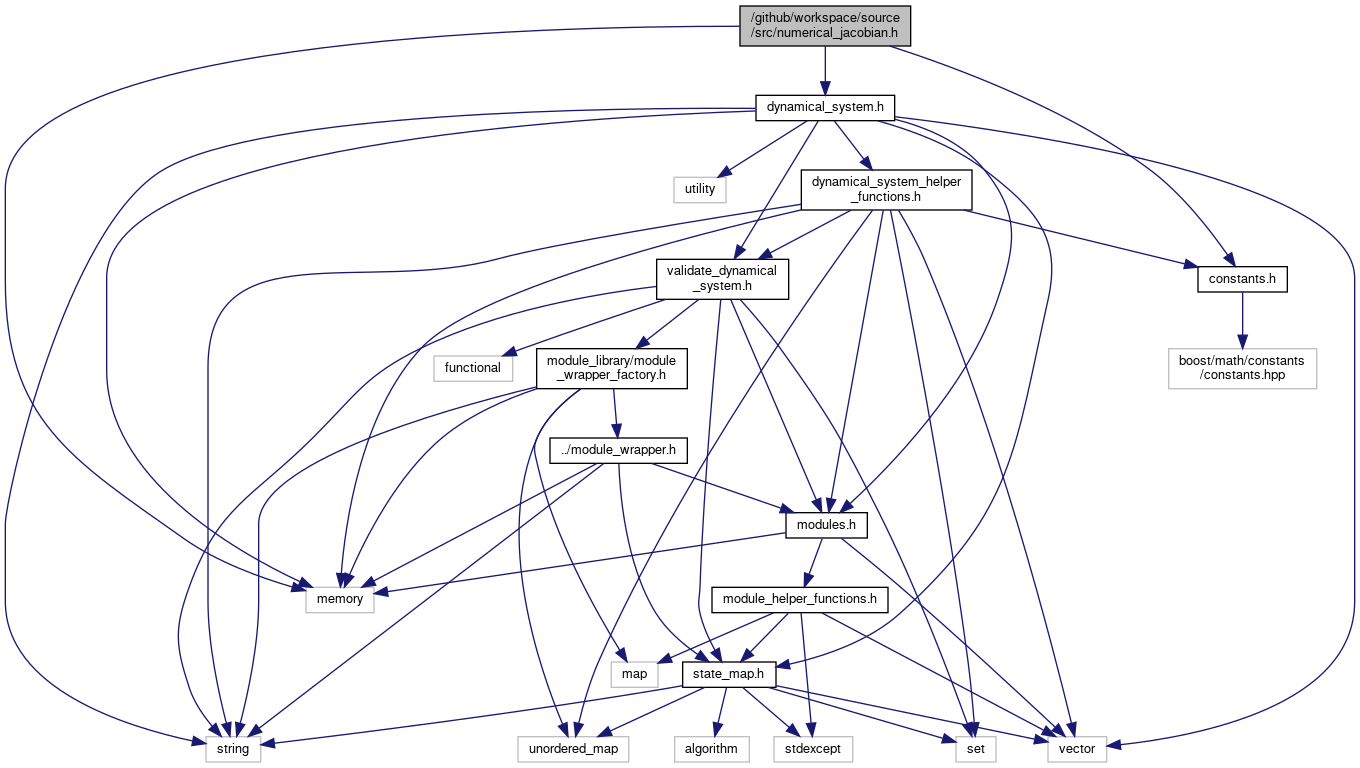 /github/workspace/source
/src/numerical_jacobian.h
dynamical_system.h
utility
dynamical_system_helper
_functions.h
validate_dynamical
_system.h
constants.h
functional
module_library/module
_wrapper_factory.h
boost/math/constants
/constants.hpp
../module_wrapper.h
modules.h
memory
module_helper_functions.h
map
state_map.h
string
unordered_map
algorithm
stdexcept
set
vector